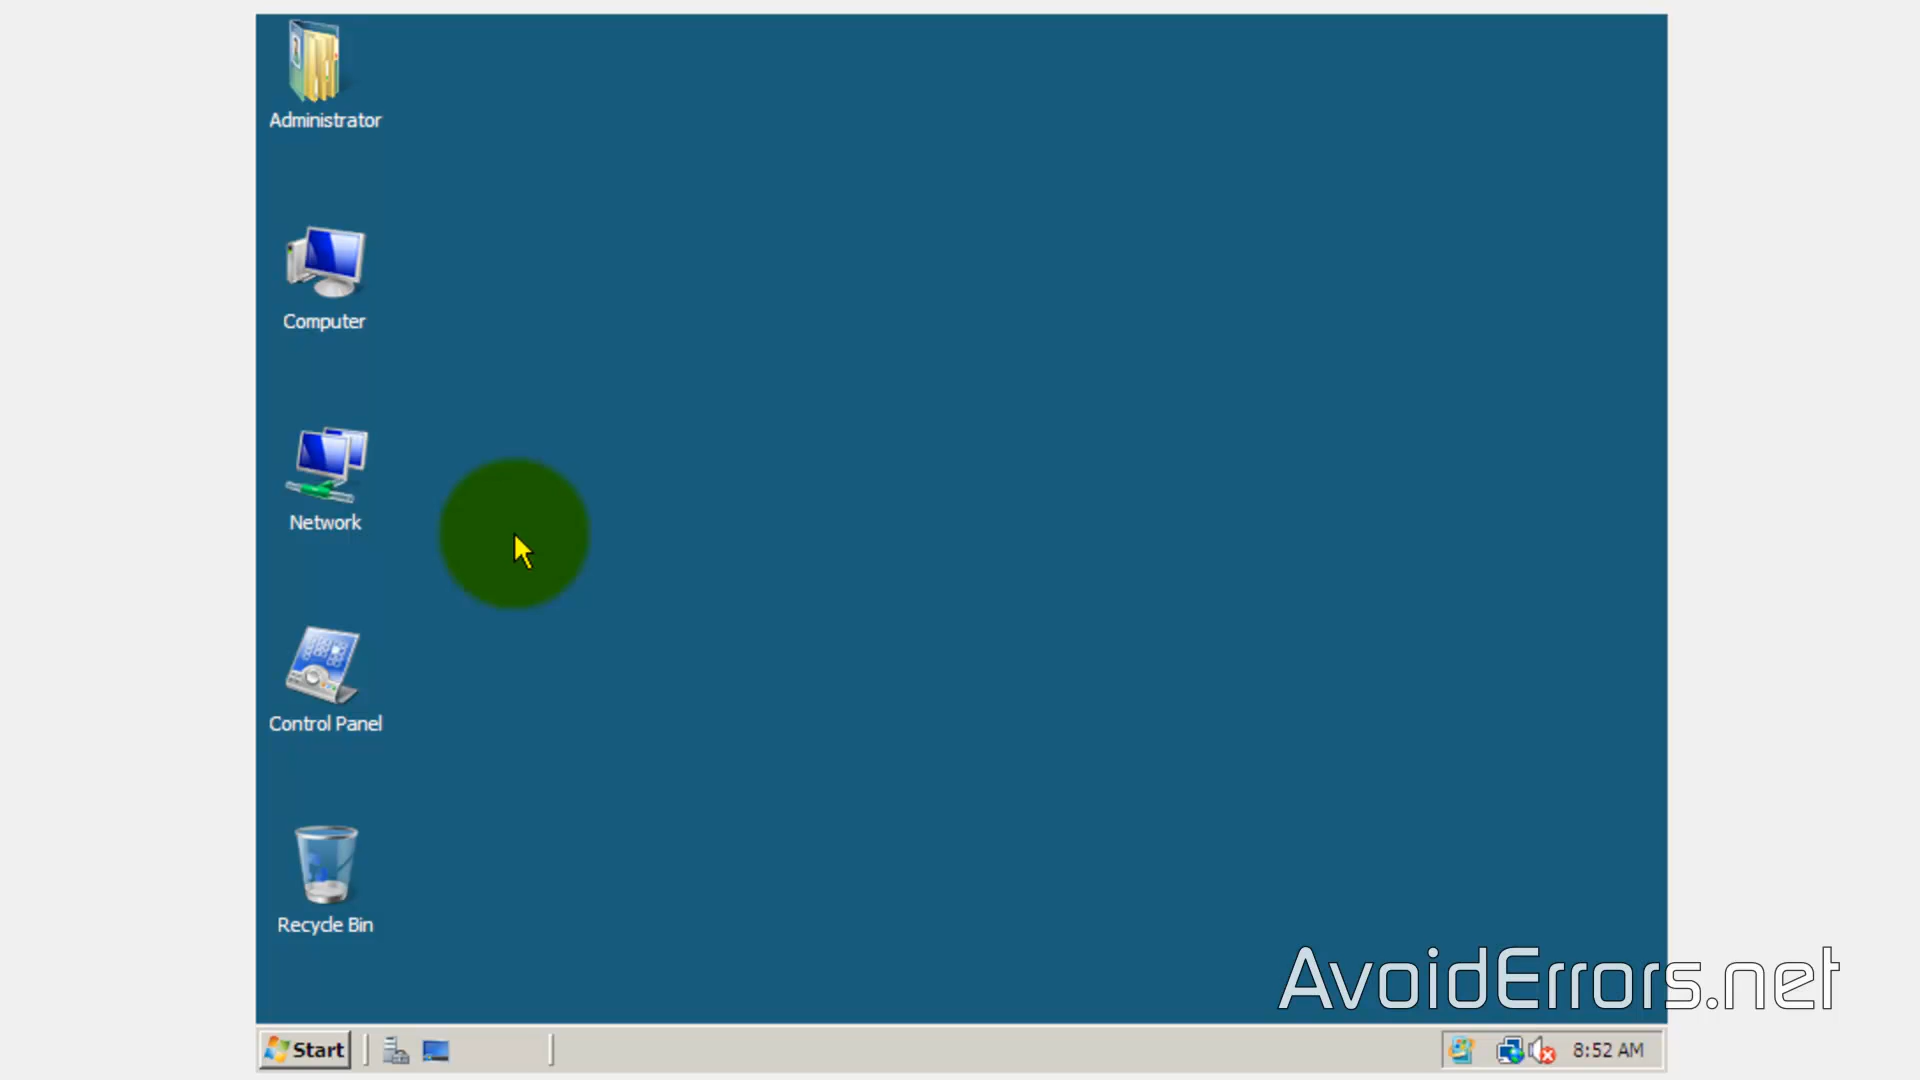 Administrator
Computer
Network
Control Panel
Recycle Bin
AvoidErrors.net
Start
8:52 AM